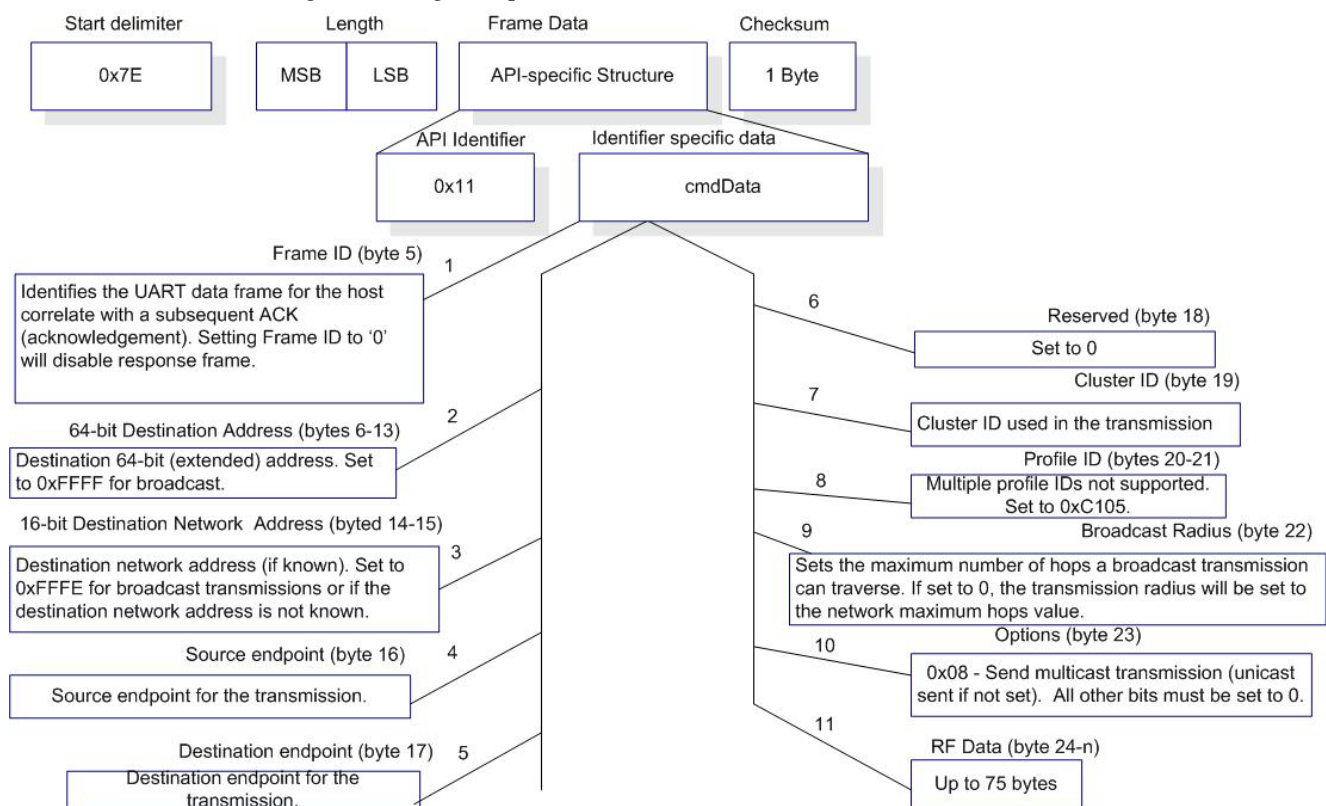 Start delimiter
Length
Frame Data
Checksum
0x7E
MSB
LSB
API-specific Structure
1 Byte
API Identifier
Identifier specific data
0x11
cmdData
Frame ID (byte 5)
1
Identifies the UART data frame for the host
correlate with a subsequent ACK
(acknowledgement). Setting Frame ID to ‘0’
will disable response frame.
2
64-bit Destination Address (bytes 6-13)
Destination 64-bit (extended) address. Set
to 0xFFFF for broadcast.
16-bit Destination Network Address (byted 14-15)
3
Destination network address (if known). Set to
0xFFFE for broadcast transmissions or if the
destination network address is not known.
Source endpoint (byte 16)
4
Source endpoint for the transmission.
Destination endpoint (byte 17)
5
Destination endpoint for the
transmission.
6
Reserved (byte 18)
Set to 0
Cluster ID (byte 19)
7
Cluster ID used in the transmission
Profile ID (bytes 20-21)
8
Multiple profile IDs not supported.
Set to 0xC105.
9
Broadcast Radius (byte 22)
Sets the maximum number of hops a broadcast transmission
can traverse. If set to 0, the transmission radius will be set to
the network maximum hops value.
Options (byte 23)
10
0x08 - Send multicast transmission (unicast
sent if not set). All other bits must be set to 0.
11
RF Data (byte 24-n)
Up to 75 bytes